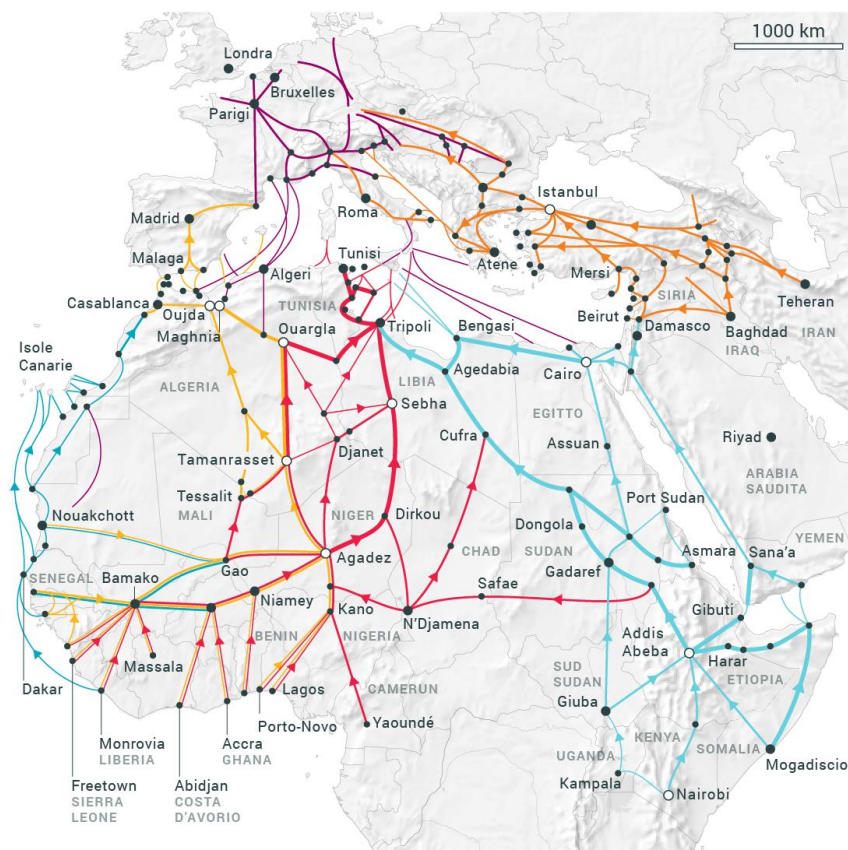 1000 km
Londra
Bruxelles
Parigi
Istanbul
Madrid
Roma
Malaga
Tunisi
Atene
Mersi
Algeri
SIRIA
Teheran
Casablanca
Oujda
TUNISIA
Beirut
Damasco
Baghdad
IRAN
Maghnia
Ouargla
Tripoli
Bengasi
IRAQ
Isole
Canarie
Cairo
Agedabia
ALGERIA
LIBIA
Sebha
EGITTO
Cufra
Assuan
Riyad
Djanet
Tamanrasset
ARABIA
SAUDITA
Tessalit
Port Sudan
Nouakchott
MALI
NIGER
Dirkou
Dongola
SUDAN
YEMEN
CHAD
Asmara
Sana'a
Agadez
Gadaref
SENEGAL
Bamako
Gao
Niamey
Safae
Kano
Gibuti
N'Djamena
BENIN
NIGERIA
Addis
Abeba
Harar
Massala
ETIOPIA
SUD
SUDAN
Dakar
Lagos
CAMERUN
Giuba
Porto-Novo
Yaoundé
KENYA
SOMALIA
Monrovia
LIBERIA
Accra
GHANA
UGANDA
Mogadiscio
Kampala
Freetown
SIERRA
LEONE
Abidjan
COSTA
D'AVORIO
Nairobi